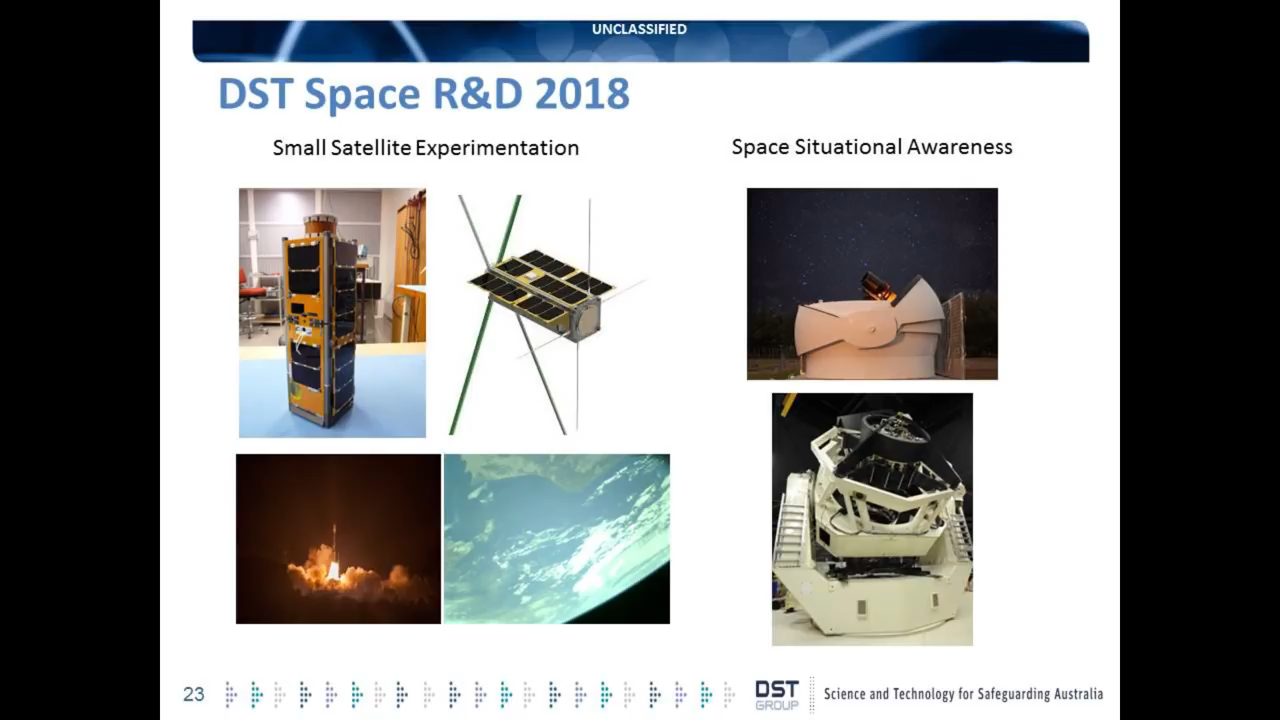 UNCLASSIFIED
DST Space R&D 2018
Small Satellite Experimentation
Space Situational Awareness
23
DST
GROUP
Science and Technology for Safeguarding Australia